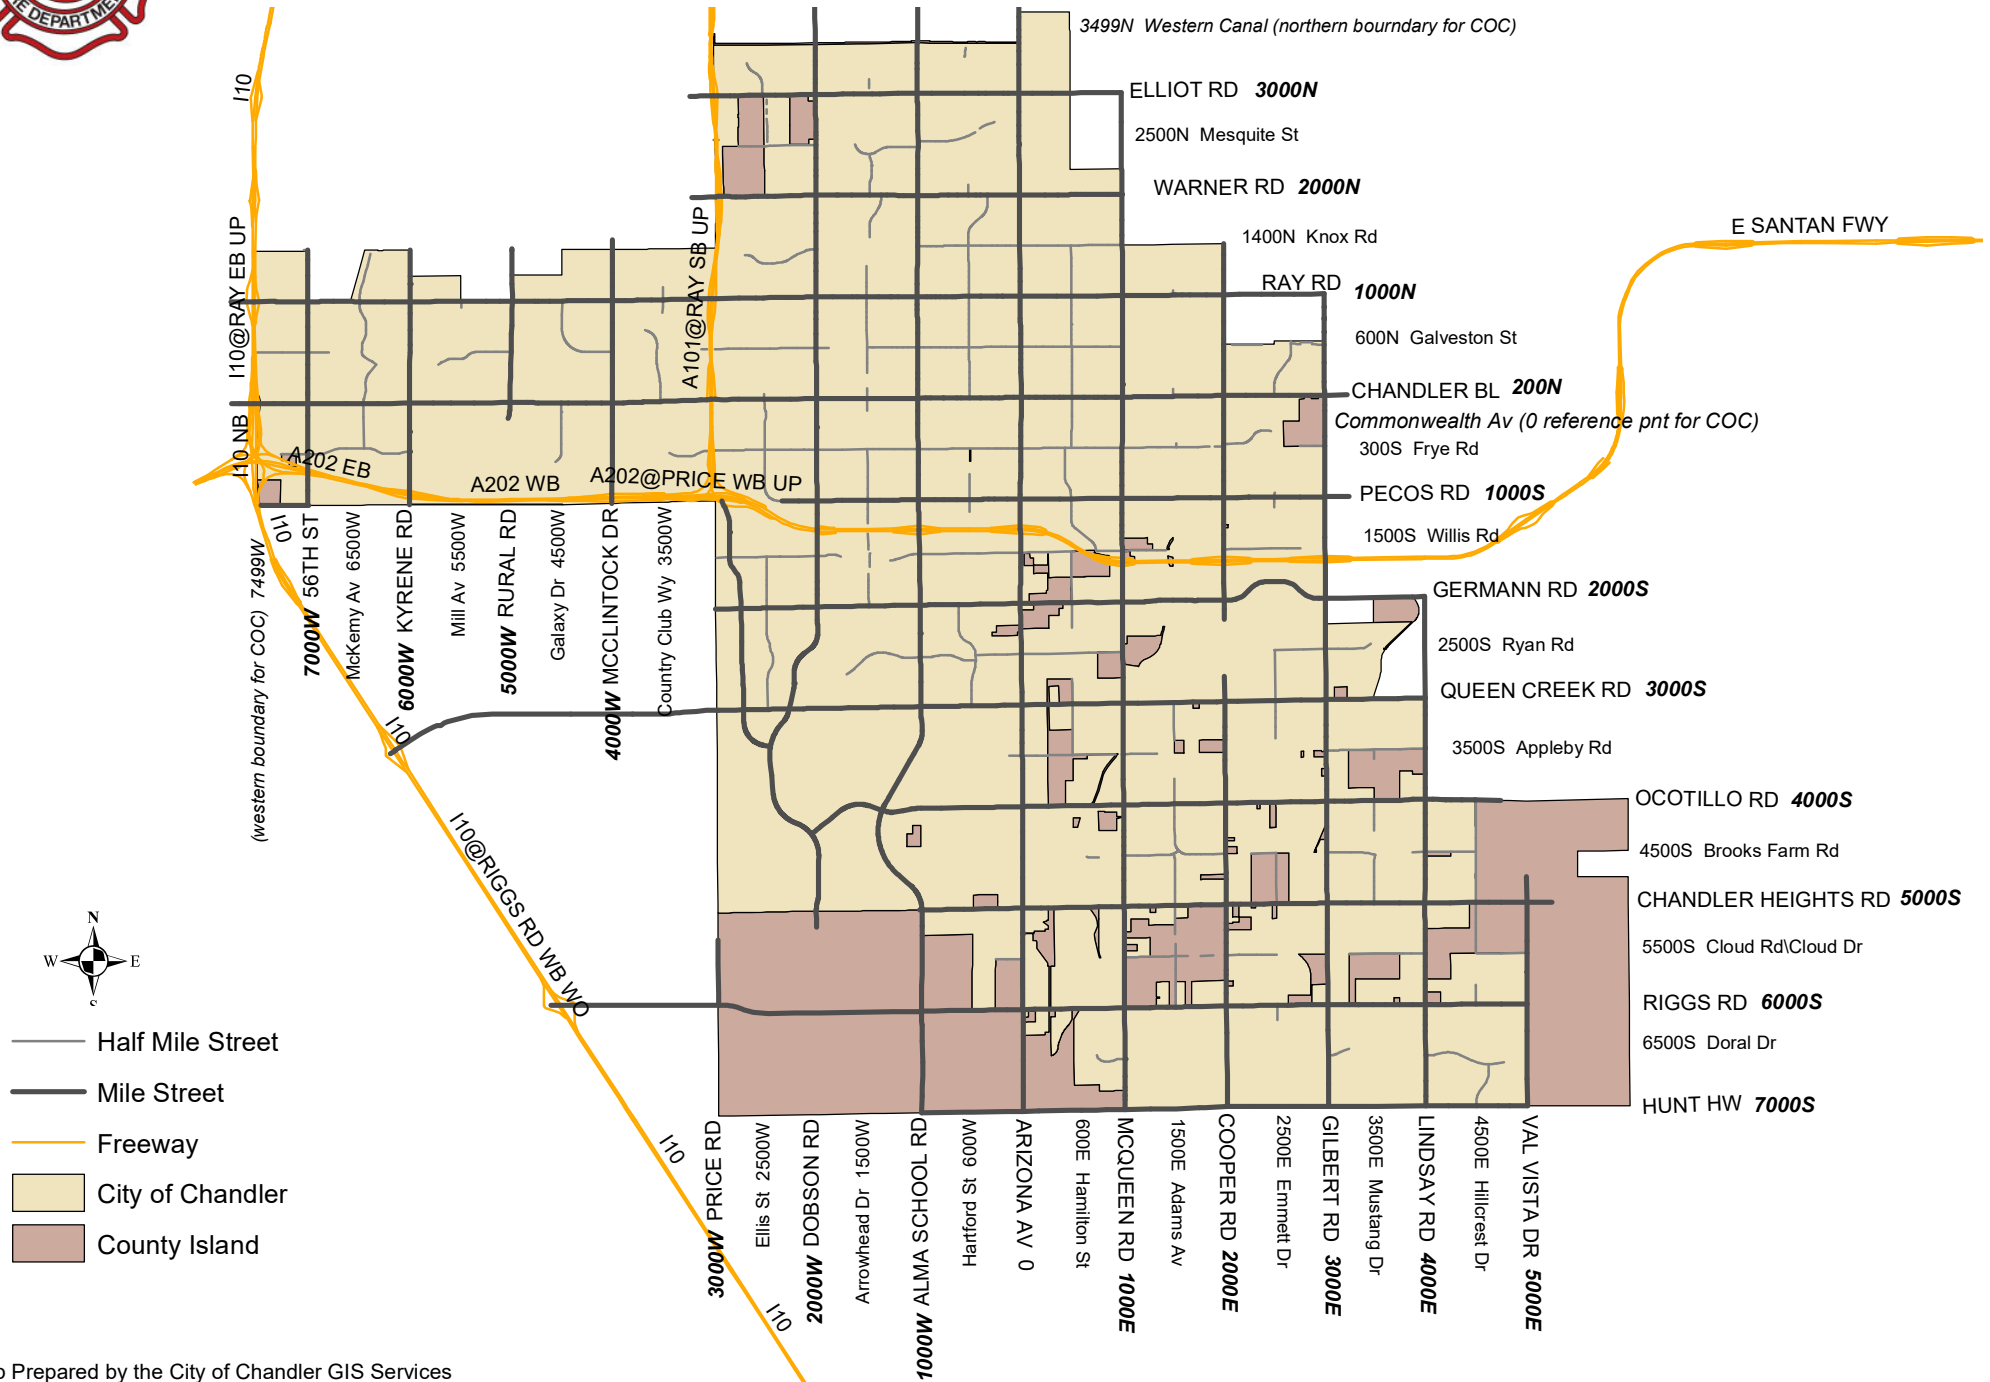 DEPARTME
3499N Western Canal (northern bourndary for COC)
I10
ELLIOT RD 3000N
2500N Mesquite St
WARNER RD 2000N
1400N Knox Rd
E SANTAN FWY
RAY RD 1000N
I10@RAY EB UP
A101@RAY SB UP
600N Galveston St
CHANDLER BL 200N
Commonwealth Av (0 reference pnt for COC)
300S Frye Rd
I10 NB
A202 EB
A202 WB
A202@PRICE WB UP
PECOS RD 1000S
1500S Willis Rd
I10
(western boundary for COC) 7499W
7000W 56TH ST
McKemy Av 6500W
6000W KYRENE RD
Mill Av 5500W
5000W RURAL RD
Galaxy Dr 4500W
4000W MCCLINTOCK DR
Country Club Wy 3500W
GERMANN RD 2000S
2500S Ryan Rd
QUEEN CREEK RD 3000S
I10
3500S Appleby Rd
OCOTILLO RD 4000S
I10@RIGGS RD WB WO
4500S Brooks Farm Rd
CHANDLER HEIGHTS RD 5000S
5500S Cloud Rd\Cloud Dr
RIGGS RD 6000S
6500S Doral Dr
HUNT HW 7000S
N
W E
S
Half Mile Street
Mile Street
Freeway
City of Chandler
County Island
I10
I10
3000W PRICE RD
Ellis St 2500W
2000W DOBSON RD
Arrowhead Dr 1500W
1000W ALMA SCHOOL RD
Hartford St 600W
ARIZONA AV 0
600E Hamilton St
MCQUEEN RD 1000E
1500E Adams Av
COOPER RD 2000E
2500E Emmett Dr
GILBERT RD 3000E
3500E Mustang Dr
LINDSAY RD 4000E
4500E Hillcrest Dr
VAL VISTA DR 5000E
Prepared by the City of Chandler GIS Services